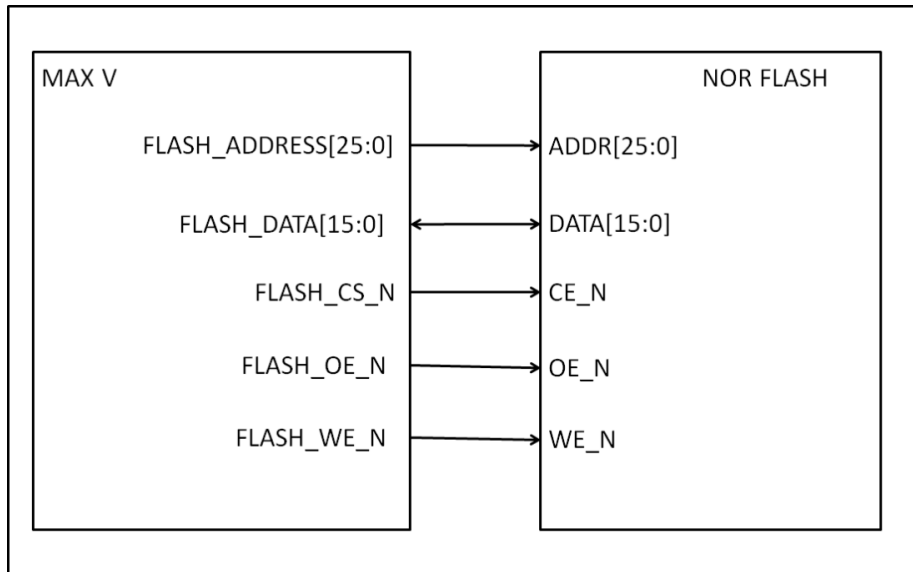 MAX V
NOR FLASH
FLASH_ADDRESS[25:0]
ADDR[25:0]
FLASH_DATA[15:0]
DATA[15:0]
FLASH_CS_N
CE_N
FLASH_OE_N
OE_N
FLASH_WE_N
WE_N